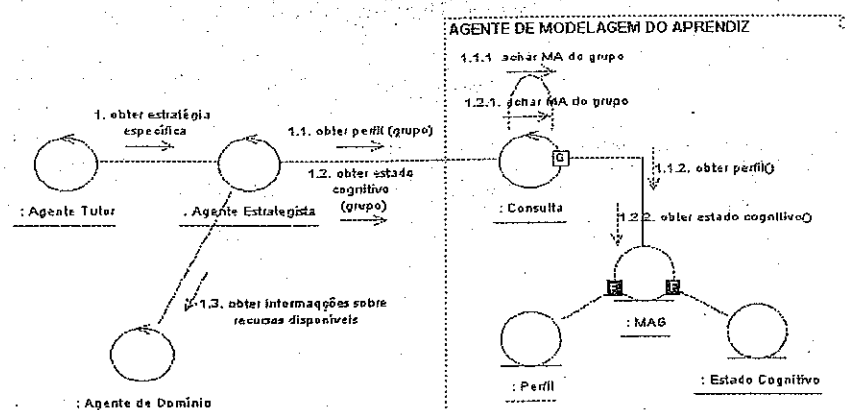 AGENTE DE MODELAGEM DO APRENDIZ
1.1.1 achar MA do grupo
1.2.1. achar MA do grupo
1. obter estratégia
específica
1.1. obter perfil (grupo)
1.2. obter estado
cognitivo
(grupo)
G
1.1.2. obter perfil()
: Agente Tutor
. Agente Estrategista
: Consulta
1.2.2. obter estado cognitivo()
1.3. obter informaqções sobre
recursos disponíveis
F
F
: MAG
: Perfil
: Estado Cognitivo
: Agente de Domínio